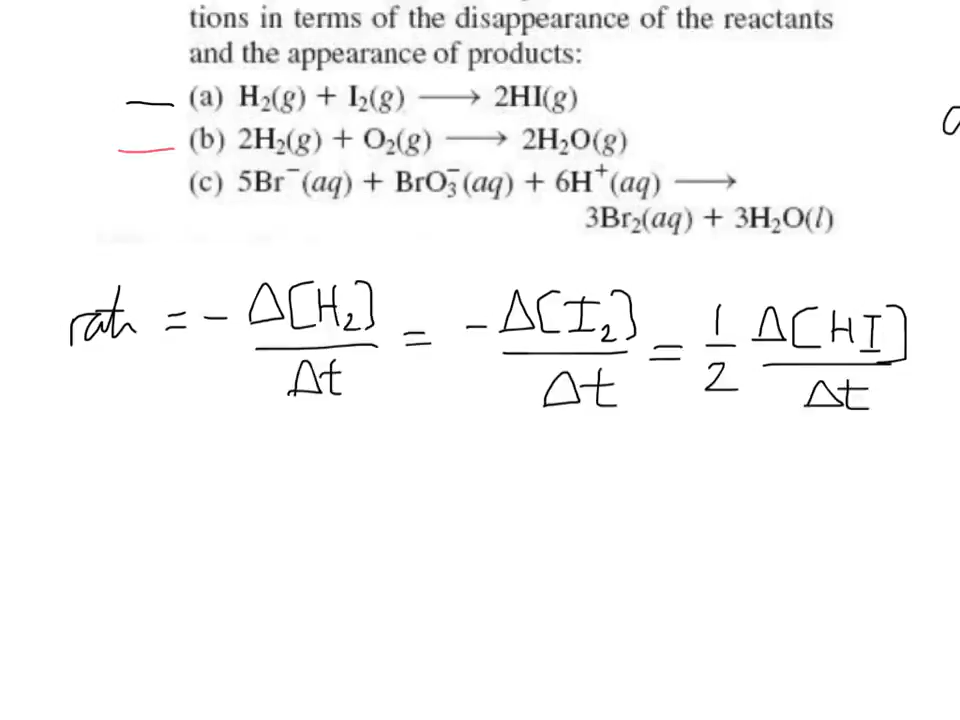 tions in terms of the disappearance of the reactants
and the appearance of products:
(a) H₂(g) + I₂(g) ⟶ 2HI(g)
(b) 2H₂(g) + O₂(g) ⟶ 2H₂O(g)
(c) 5Br⁻(aq) + BrO₃⁻(aq) + 6H⁺(aq) ⟶
3Br₂(aq) + 3H₂O(l)
rate = - Δ[H₂]/Δt = - Δ[I₂]/Δt = 1/2 Δ[HI]/Δt